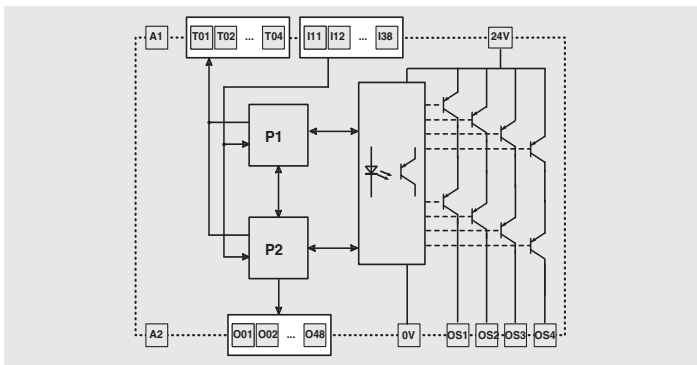 A1 T01 T02 ... T04 I11 I12 ... I38 24V
P1
P2
A2 O01 O02 ... O48 0V OS1 OS2 OS3 OS4